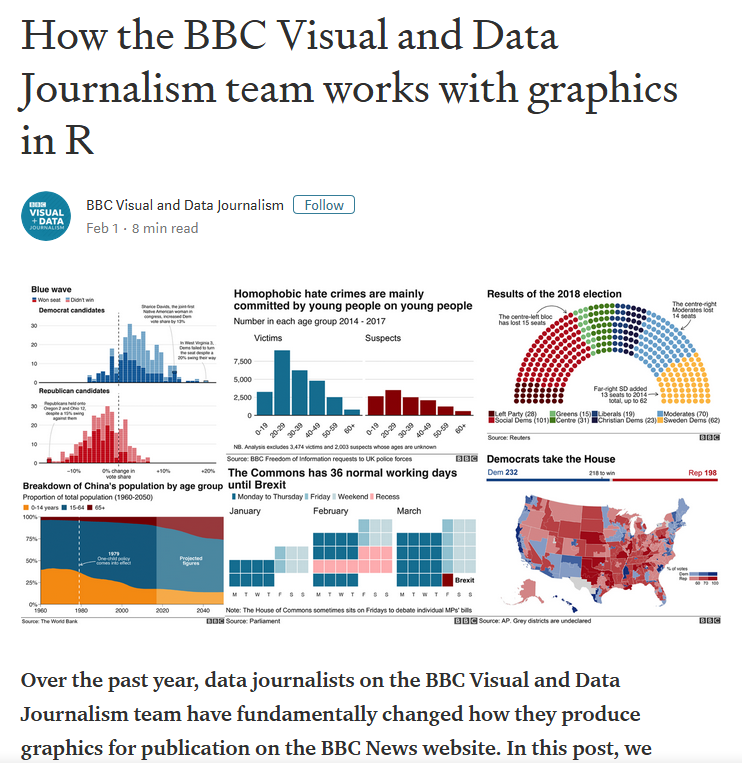 How the BBC Visual and Data
Journalism team works with graphics
in R
BBC
VISUAL
+ DATA
JOURNALISM
BBC Visual and Data Journalism
Follow
Feb 1 · 8 min read
Blue wave
Won seat
Didn't win
Democrat candidates
Sharice Davids, the joint-first
Native American woman in
congress, increased Dem
vote share by 13%
In West Virginia 3,
Dems failed to turn
the seat despite a
20% swing their way
30
20
10
0
Republican candidates
Republicans held onto
Oregon 2 and Ohio 12,
despite a 15% swing
against them
30
20
10
0
-10%
0% change in
vote share
+10%
+20%
Homophobic hate crimes are mainly
committed by young people on young people
Number in each age group 2014 - 2017
Victims
Suspects
7,500
5,000
2,500
0
0-19
20-29
30-39
40-49
50-59
60+
0-19
20-29
30-39
40-49
50-59
60+
NB. Analysis excludes 3,474 victims and 2,003 suspects whose ages are unknown
Source: BBC Freedom of Information requests to UK police forces
BBC
Results of the 2018 election
The centre-left bloc
has lost 15 seats
The centre-right
Moderates lost
14 seats
Far-right SD added
13 seats to 2014
total, up to 62
Left Party (28)
Greens (15)
Liberals (19)
Moderates (70)
Social Dems (101)
Centre (31)
Christian Dems (23)
Sweden Dems (62)
Source: Reuters
BBC
Breakdown of China's population by age group
Proportion of total population (1960-2050)
0-14 years
15-64
65+
100%
75%
50%
25%
0%
1979
One-child policy
comes into effect
Projected
figures
1960
1980
2000
2020
2040
Source: The World Bank
BBC
The Commons has 36 normal working days
until Brexit
Monday to Thursday
Friday
Weekend
Recess
January
February
March
Brexit
M T W T F S S
M T W T F S S
M T W T F S S
Note: The House of Commons sometimes sits on Fridays to debate individual MPs' bills
Source: Parliament
BBC
Democrats take the House
Dem 232
218 to win
Rep 198
% of votes
Dem
Rep
60 70 100
Source: AP. Grey districts are undeclared
BBC
Over the past year, data journalists on the BBC Visual and Data
Journalism team have fundamentally changed how they produce
graphics for publication on the BBC News website. In this post, we